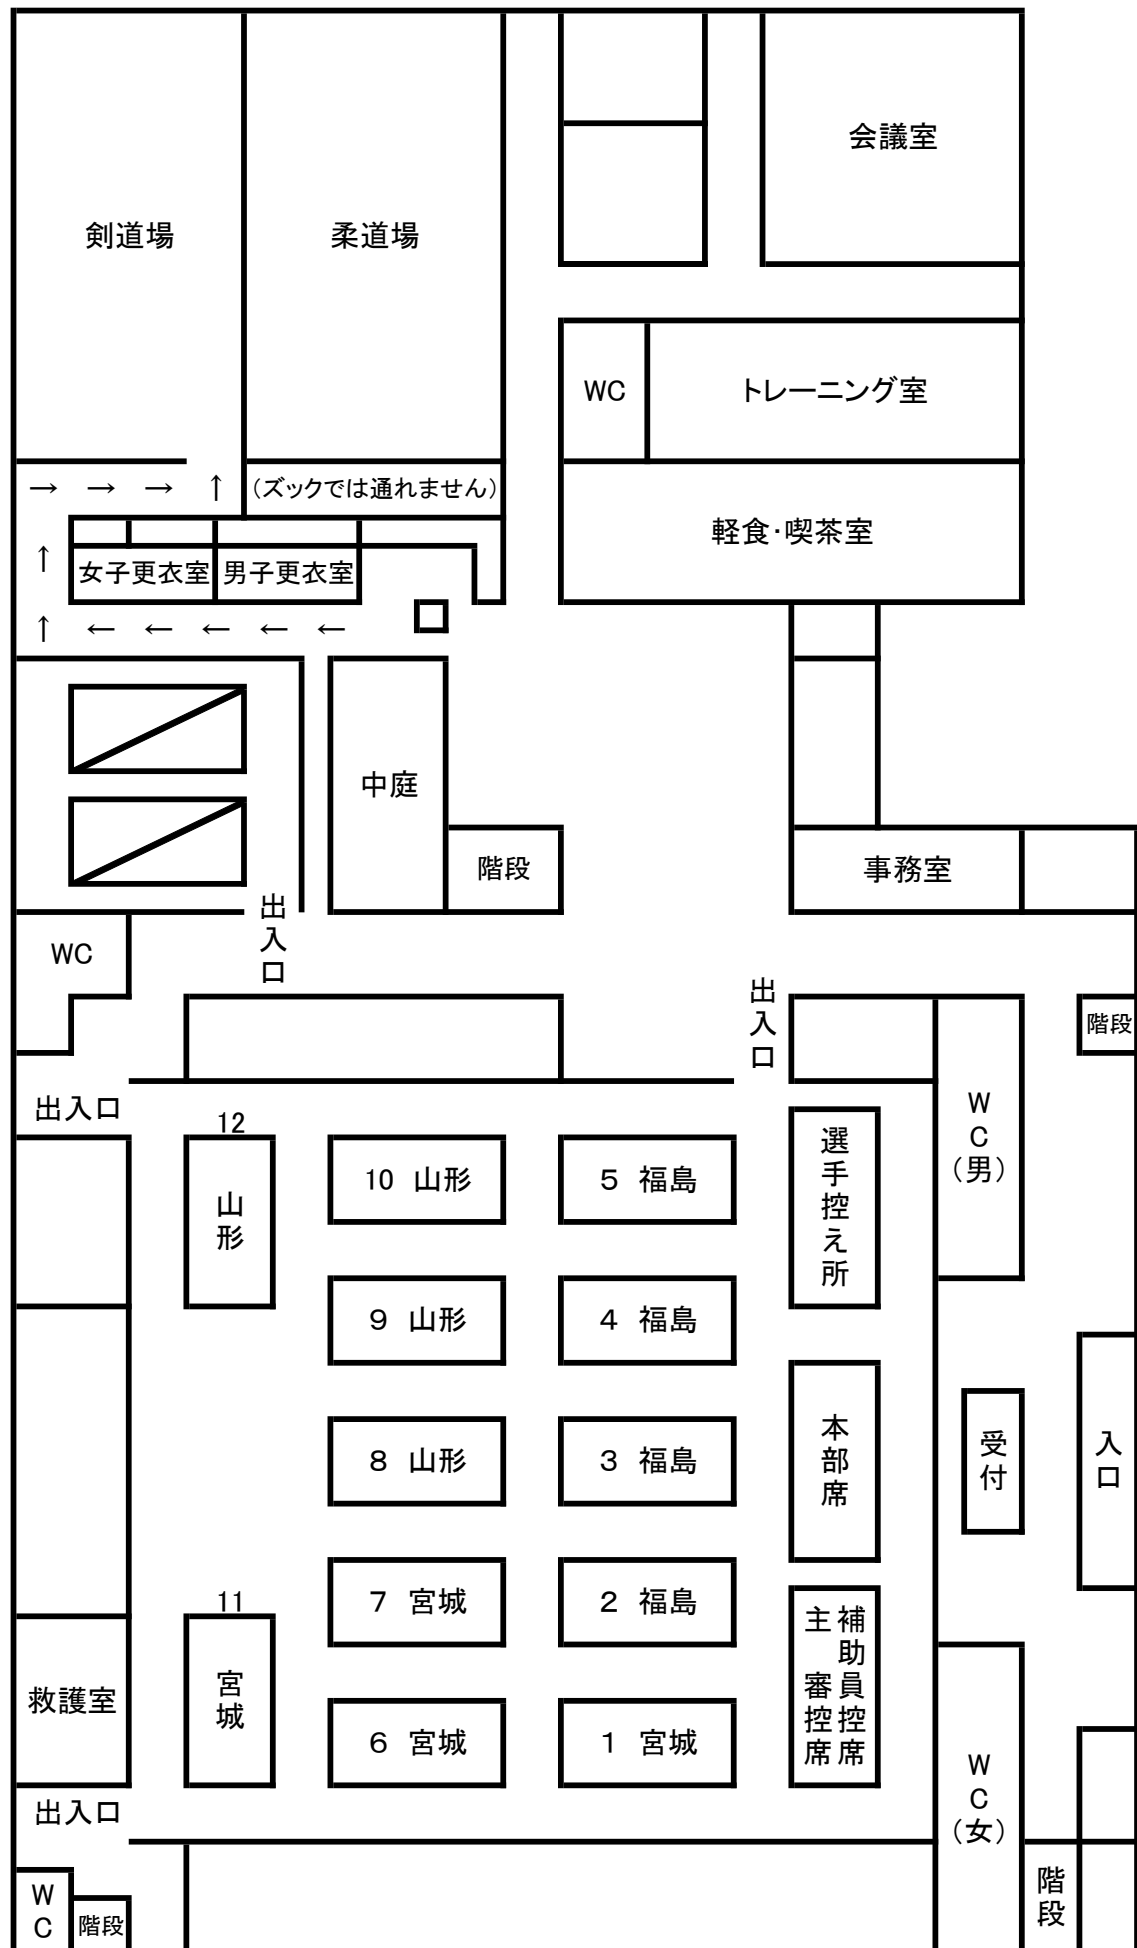 会議室
剣道場
柔道場
WC
トレーニング室
→ → → ↑
(ズックでは通れません)
軽食・喫茶室
↑
女子更衣室
男子更衣室
↑ ← ← ← ← ←
中庭
階段
事務室
出入口
WC
出入口
階段
出入口
12
山形
10 山形
5 福島
選手控え所
WC(男)
9 山形
4 福島
8 山形
3 福島
本部席
受付
入口
11
宮城
7 宮城
2 福島
補助員控席
主審控席
救護室
6 宮城
1 宮城
WC(女)
出入口
WC
階段
階段